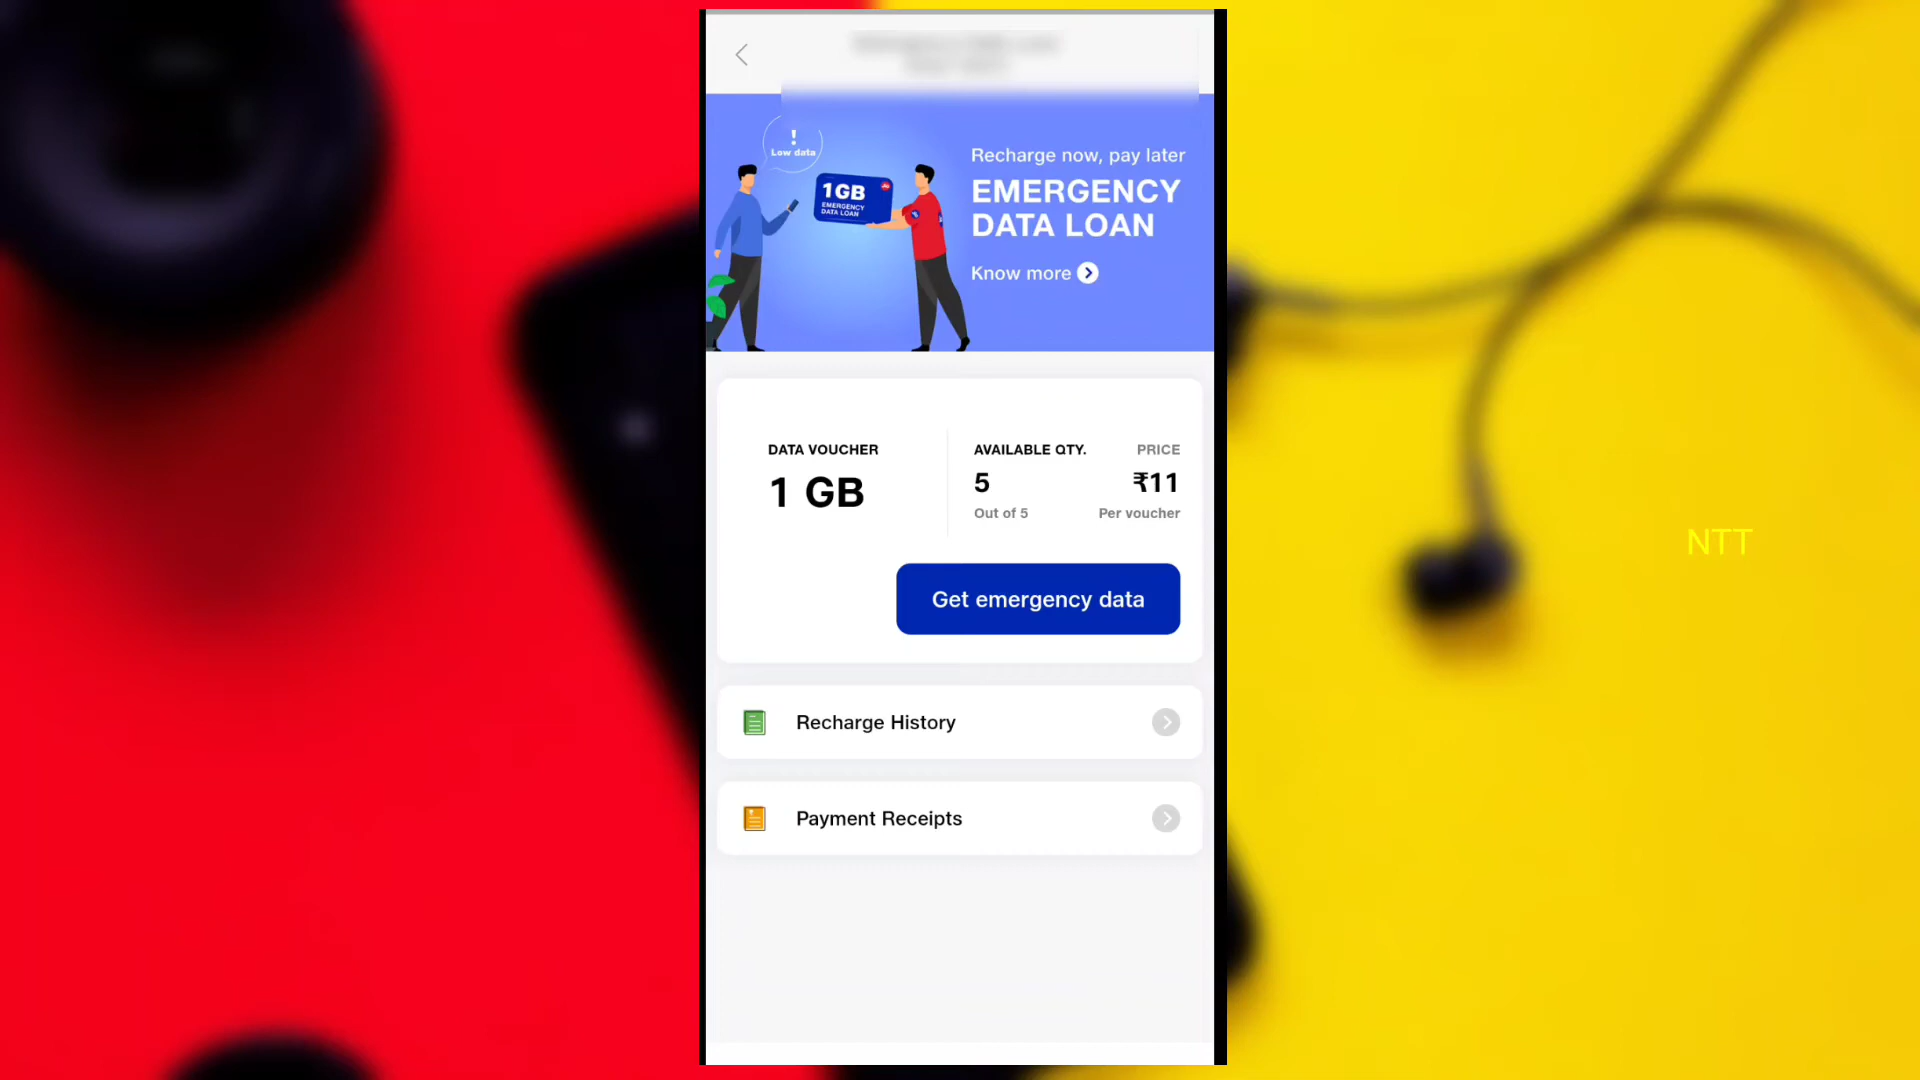 !
Low data
1GB
EMERGENCY
DATA LOAN
Jio
Recharge now, pay later
EMERGENCY
DATA LOAN
Know more
DATA VOUCHER
1 GB
AVAILABLE QTY.
5
Out of 5
PRICE
₹11
Per voucher
Get emergency data
Recharge History
Payment Receipts
NTT